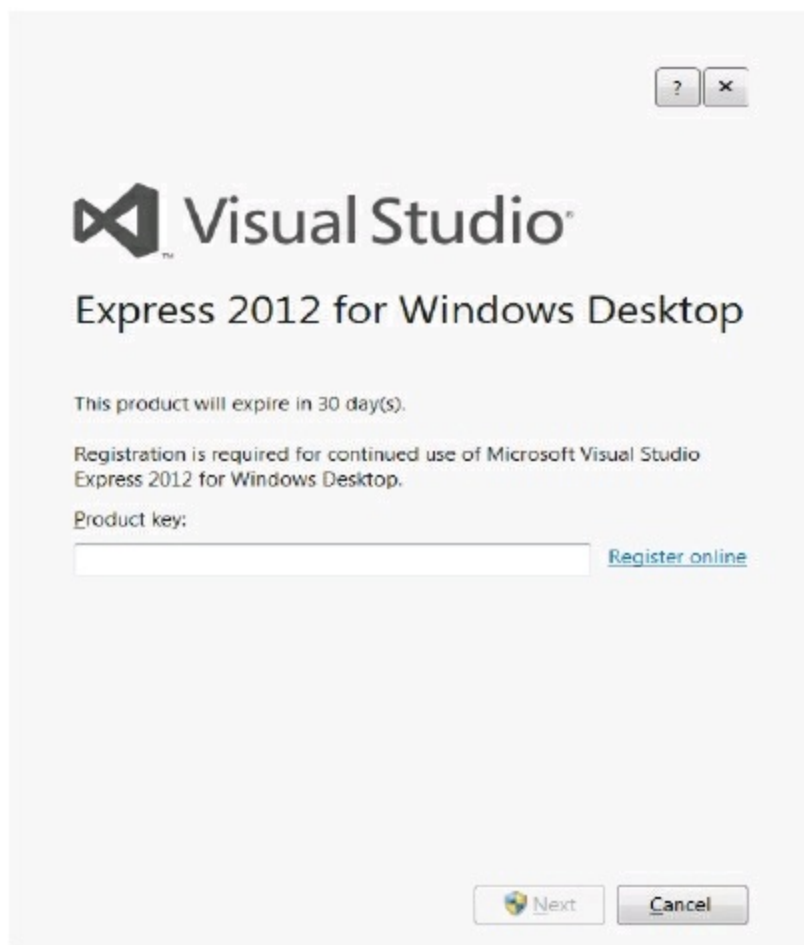 ? ×
Visual Studio®
™
Express 2012 for Windows Desktop
This product will expire in 30 day(s).
Registration is required for continued use of Microsoft Visual Studio
Express 2012 for Windows Desktop.
Product key:
Register online
Next Cancel